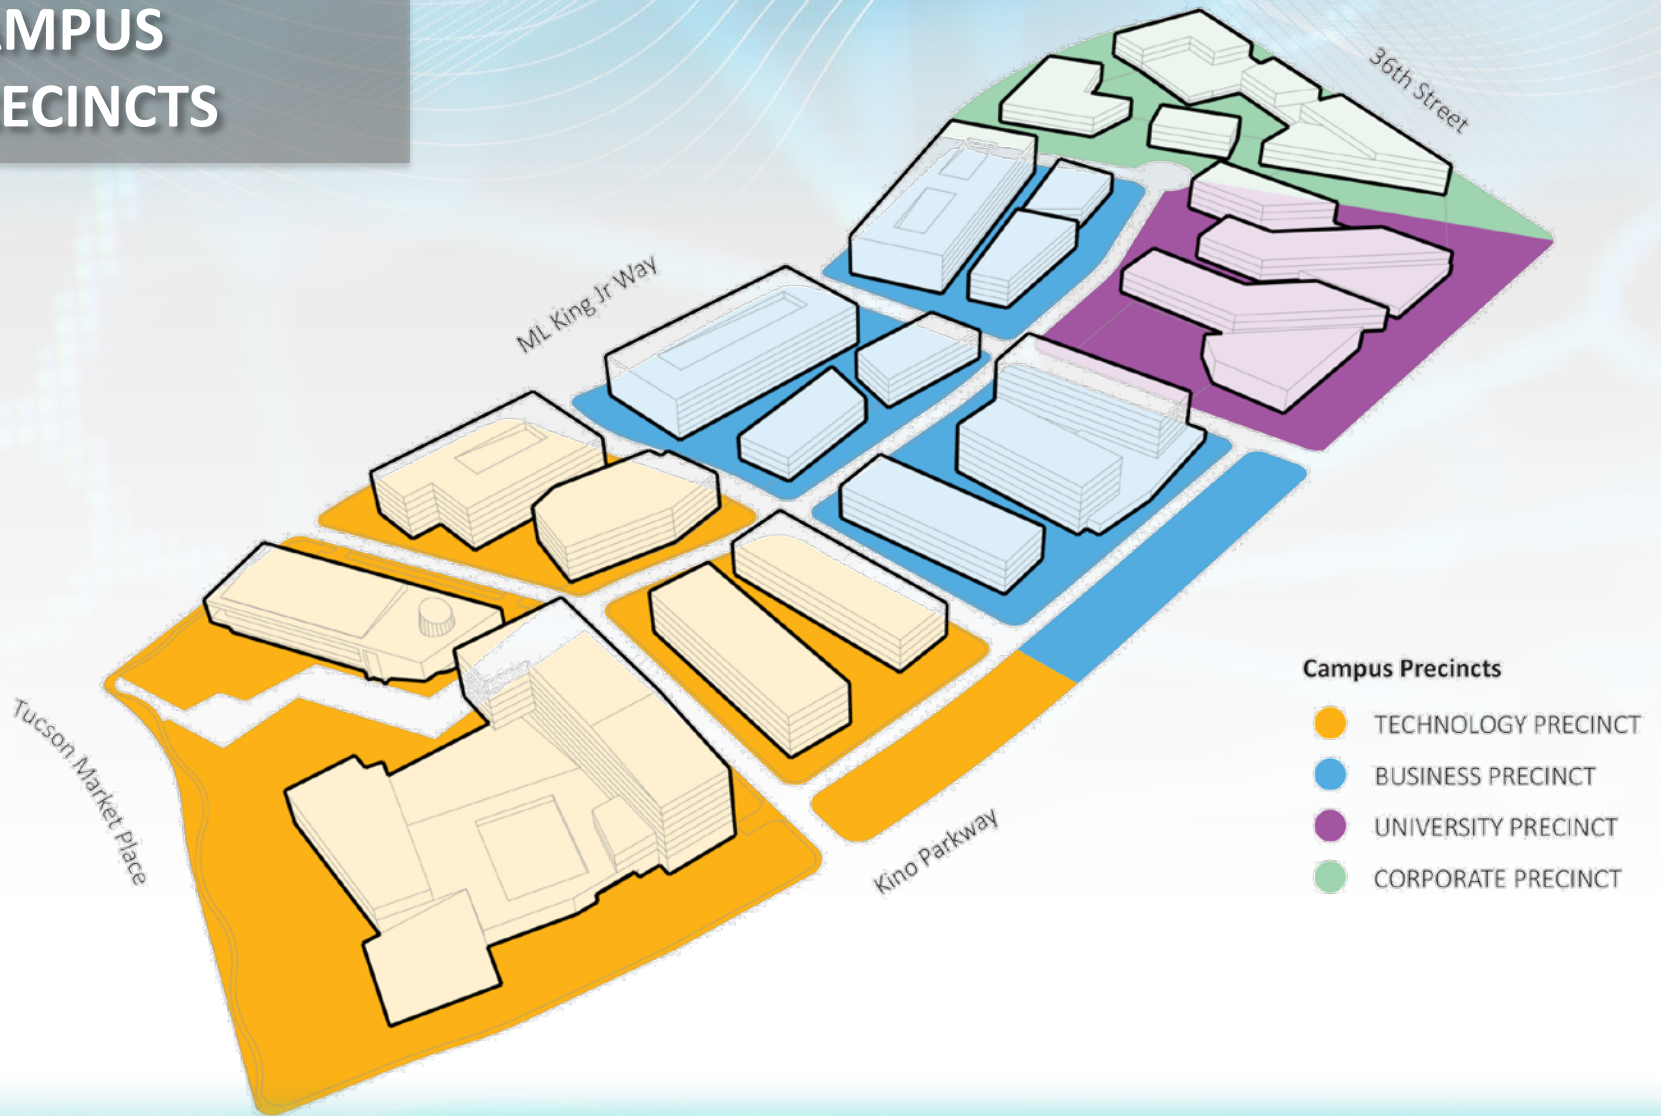 AMPUS
ECINCTS
36th Street
ML King Jr Way
Tucson Market Place
Kino Parkway
Campus Precincts
TECHNOLOGY PRECINCT
BUSINESS PRECINCT
UNIVERSITY PRECINCT
CORPORATE PRECINCT